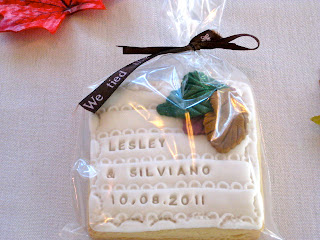 We tied
LESLEY
& SILVIANO
10.08.2011